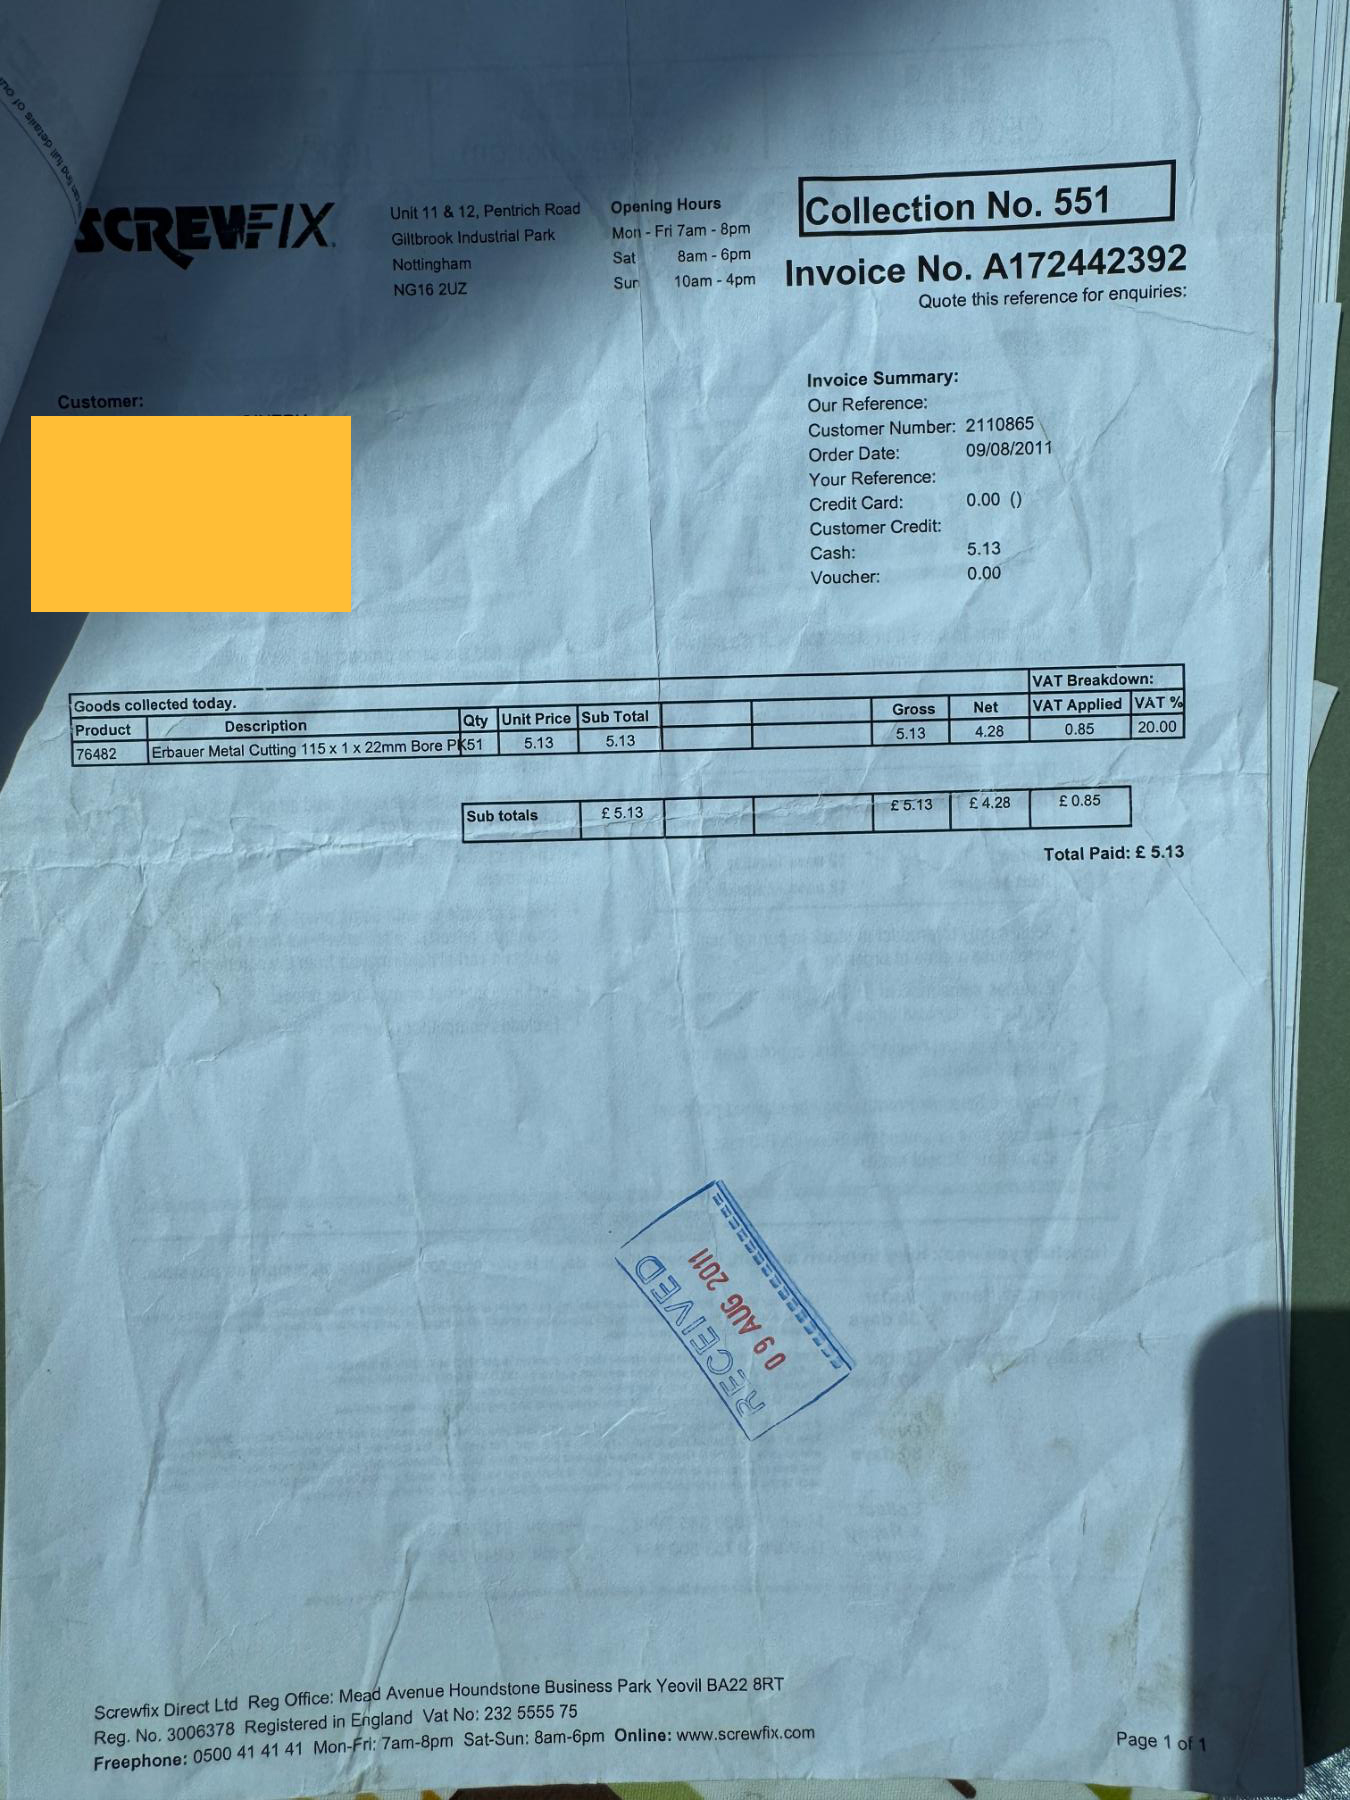 SCREWFIX.
Unit 11 & 12, Pentrich Road
Giltbrook Industrial Park
Nottingham
NG16 2UZ
Opening Hours
Mon - Fri 7am - 8pm
Sat 8am - 6pm
Sun 10am - 4pm
Collection No. 551
Invoice No. A172442392
Quote this reference for enquiries:
Customer:
Invoice Summary:
Our Reference:
Customer Number: 2110865
Order Date: 09/08/2011
Your Reference:
Credit Card: 0.00 ()
Customer Credit:
Cash: 5.13
Voucher: 0.00
Goods collected today. VAT Breakdown:
Product Description Qty Unit Price Sub Total Gross Net VAT Applied VAT %
76482 Erbauer Metal Cutting 115 x 1 x 22mm Bore PK51 5.13 5.13 5.13 4.28 0.85 20.00
Sub totals £ 5.13 £ 5.13 £ 4.28 £ 0.85
Total Paid: £ 5.13
RECEIVED
09 AUG 2011
Screwfix Direct Ltd Reg Office: Mead Avenue Houndstone Business Park Yeovil BA22 8RT
Reg. No. 3006378 Registered in England Vat No: 232 5555 75
Freephone: 0500 41 41 41 Mon-Fri: 7am-8pm Sat-Sun: 8am-6pm Online: www.screwfix.com
Page 1 of 1